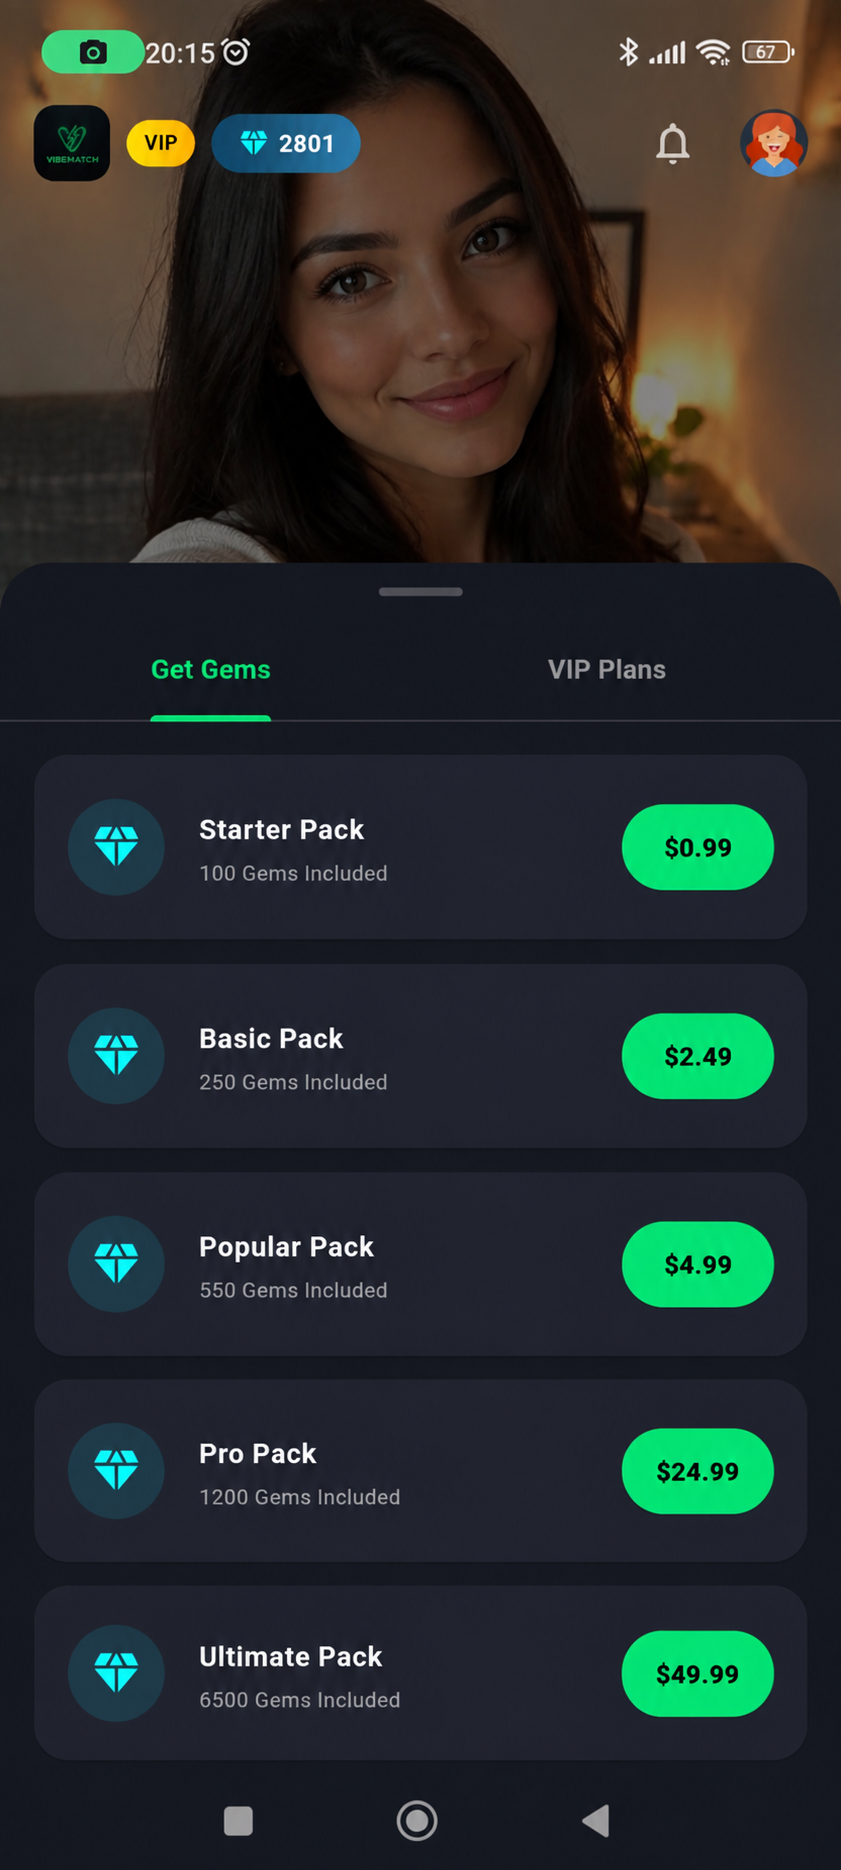 20:15
67
VIBEMATCH
VIP
2801
Get Gems
VIP Plans
Starter Pack
100 Gems Included
$0.99
Basic Pack
250 Gems Included
$2.49
Popular Pack
550 Gems Included
$4.99
Pro Pack
1200 Gems Included
$24.99
Ultimate Pack
6500 Gems Included
$49.99